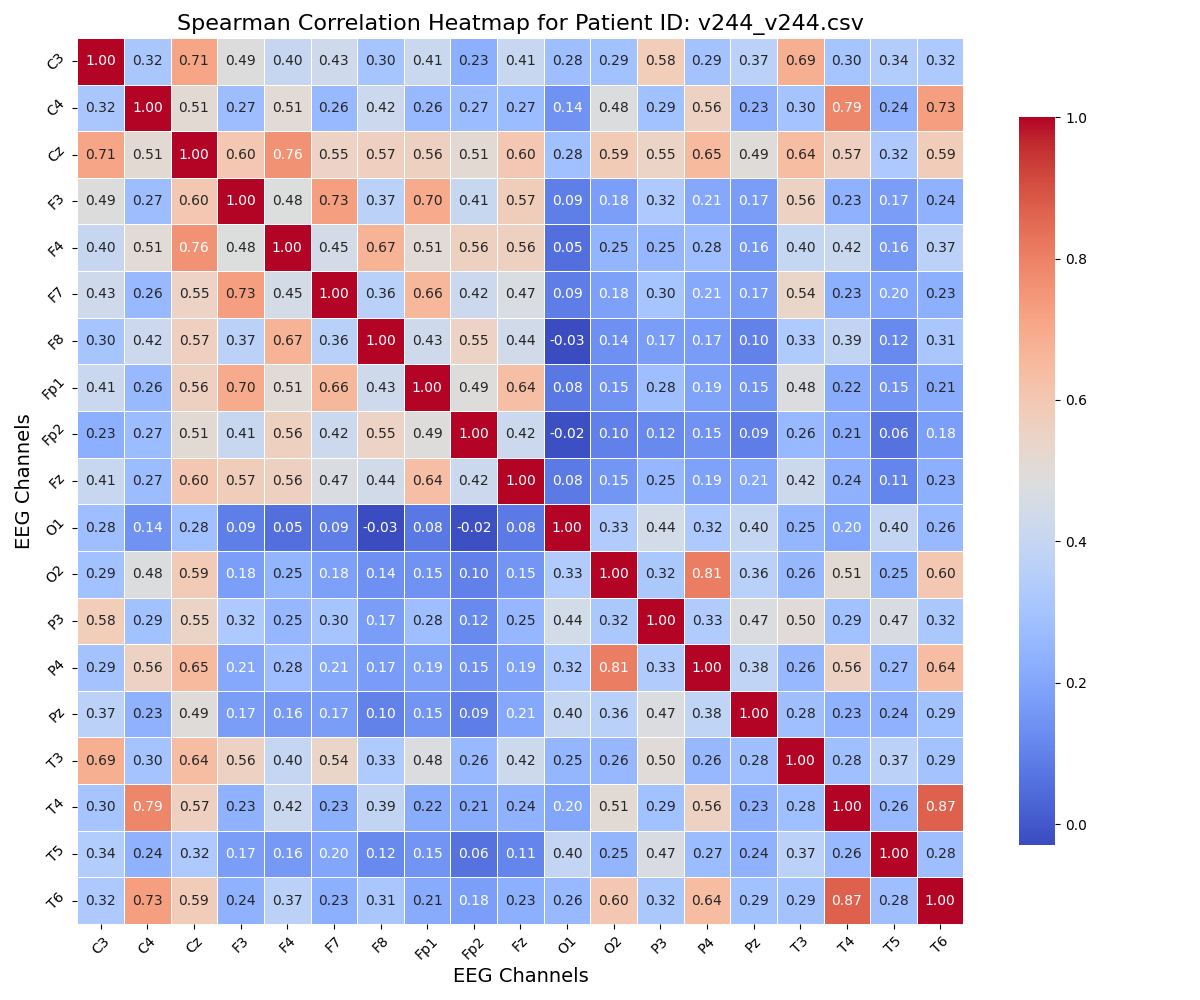 Spearman Correlation Heatmap for Patient ID: v244_v244.csv
C3 1.00 0.32 0.71 0.49 0.40 0.43 0.30 0.41 0.23 0.41 0.28 0.29 0.58 0.29 0.37 0.69 0.30 0.34 0.32
C4 0.32 1.00 0.51 0.27 0.51 0.26 0.42 0.26 0.27 0.27 0.14 0.48 0.29 0.56 0.23 0.30 0.79 0.24 0.73
Cz 0.71 0.51 1.00 0.60 0.76 0.55 0.57 0.56 0.51 0.60 0.28 0.59 0.55 0.65 0.49 0.64 0.57 0.32 0.59
F3 0.49 0.27 0.60 1.00 0.48 0.73 0.37 0.70 0.41 0.57 0.09 0.18 0.32 0.21 0.17 0.56 0.23 0.17 0.24
F4 0.40 0.51 0.76 0.48 1.00 0.45 0.67 0.51 0.56 0.56 0.05 0.25 0.25 0.28 0.16 0.40 0.42 0.16 0.37
F7 0.43 0.26 0.55 0.73 0.45 1.00 0.36 0.66 0.42 0.47 0.09 0.18 0.30 0.21 0.17 0.54 0.23 0.20 0.23
F8 0.30 0.42 0.57 0.37 0.67 0.36 1.00 0.43 0.55 0.44 -0.03 0.14 0.17 0.17 0.10 0.33 0.39 0.12 0.31
Fp1 0.41 0.26 0.56 0.70 0.51 0.66 0.43 1.00 0.49 0.64 0.08 0.15 0.28 0.19 0.15 0.48 0.22 0.15 0.21
Fp2 0.23 0.27 0.51 0.41 0.56 0.42 0.55 0.49 1.00 0.42 -0.02 0.10 0.12 0.15 0.09 0.26 0.21 0.06 0.18
Fz 0.41 0.27 0.60 0.57 0.56 0.47 0.44 0.64 0.42 1.00 0.08 0.15 0.25 0.19 0.21 0.42 0.24 0.11 0.23
O1 0.28 0.14 0.28 0.09 0.05 0.09 -0.03 0.08 -0.02 0.08 1.00 0.33 0.44 0.32 0.40 0.25 0.20 0.40 0.26
O2 0.29 0.48 0.59 0.18 0.25 0.18 0.14 0.15 0.10 0.15 0.33 1.00 0.32 0.81 0.36 0.26 0.51 0.25 0.60
P3 0.58 0.29 0.55 0.32 0.25 0.30 0.17 0.28 0.12 0.25 0.44 0.32 1.00 0.33 0.47 0.50 0.29 0.47 0.32
P4 0.29 0.56 0.65 0.21 0.28 0.21 0.17 0.19 0.15 0.19 0.32 0.81 0.33 1.00 0.38 0.26 0.56 0.27 0.64
Pz 0.37 0.23 0.49 0.17 0.16 0.17 0.10 0.15 0.09 0.21 0.40 0.36 0.47 0.38 1.00 0.28 0.23 0.24 0.29
T3 0.69 0.30 0.64 0.56 0.40 0.54 0.33 0.48 0.26 0.42 0.25 0.26 0.50 0.26 0.28 1.00 0.28 0.37 0.29
T4 0.30 0.79 0.57 0.23 0.42 0.23 0.39 0.22 0.21 0.24 0.20 0.51 0.29 0.56 0.23 0.28 1.00 0.26 0.87
T5 0.34 0.24 0.32 0.17 0.16 0.20 0.12 0.15 0.06 0.11 0.40 0.25 0.47 0.27 0.24 0.37 0.26 1.00 0.28
T6 0.32 0.73 0.59 0.24 0.37 0.23 0.31 0.21 0.18 0.23 0.26 0.60 0.32 0.64 0.29 0.29 0.87 0.28 1.00
C3 C4 Cz F3 F4 F7 F8 Fp1 Fp2 Fz O1 O2 P3 P4 Pz T3 T4 T5 T6
EEG Channels
EEG Channels
1.0
0.8
0.6
0.4
0.2
0.0